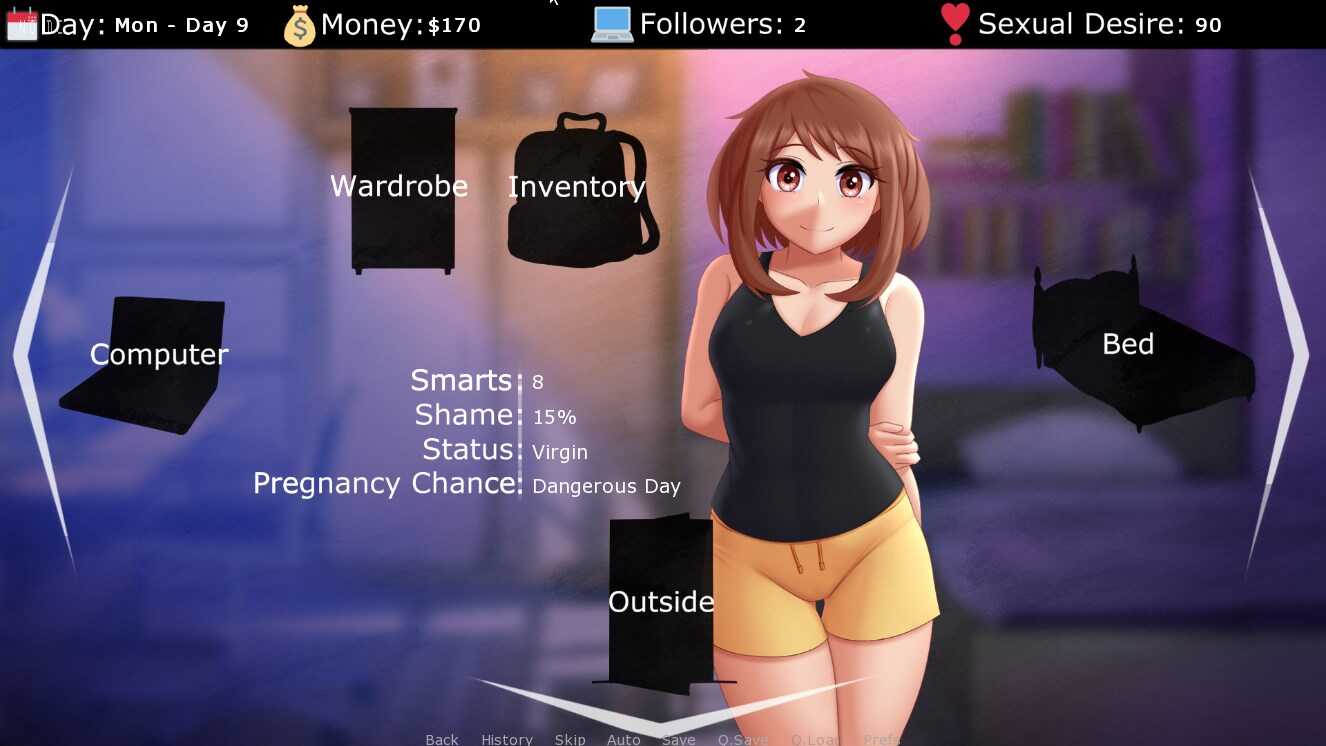 Day: Mon - Day 9
Money: $170
Followers: 2
Sexual Desire: 90
Wardrobe
Inventory
Computer
Bed
Smarts: 8
Shame: 15%
Status: Virgin
Pregnancy Chance: Dangerous Day
Outside
Back History Skip Auto Save Q.Save Q.Load Prefs